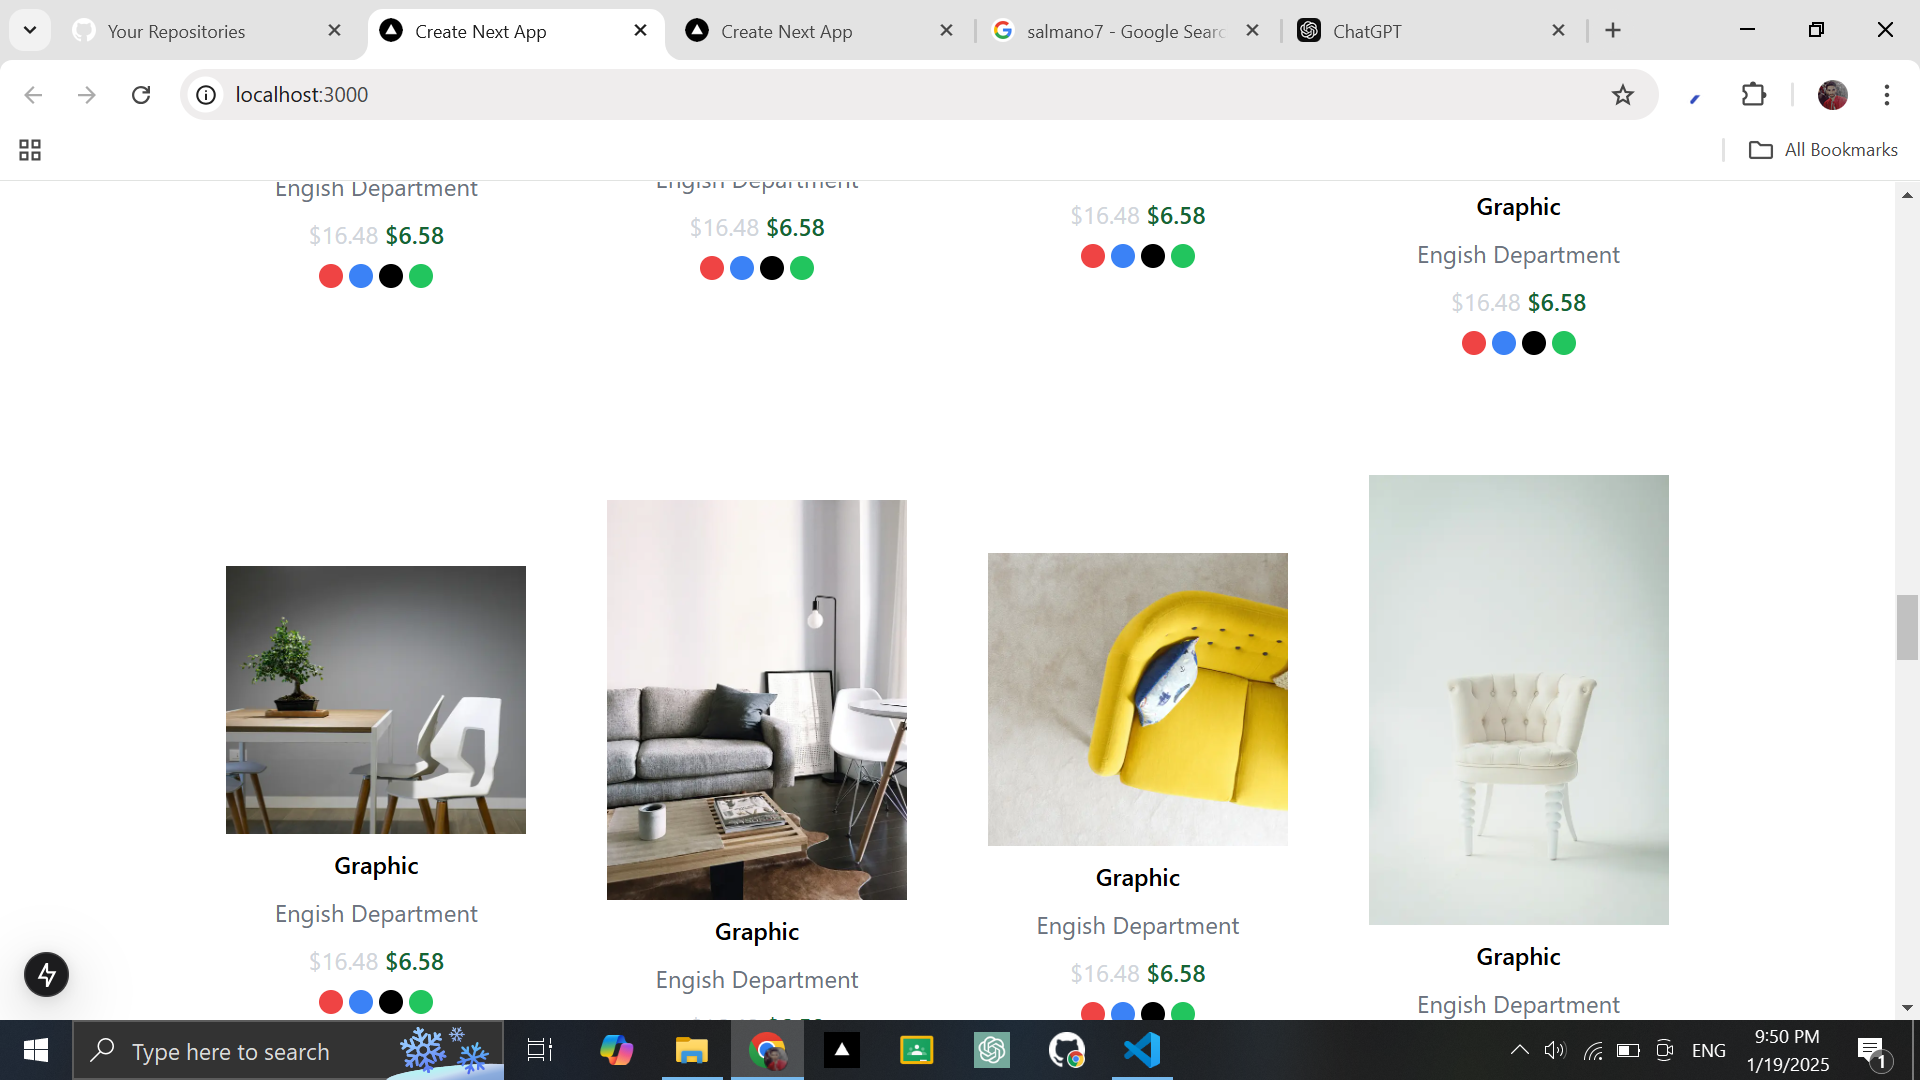 Your Repositories
Create Next App
Create Next App
salmano7 - Google Searc
ChatGPT
localhost:3000
All Bookmarks
Engish Department
Engish Department
$16.48 $6.58
$16.48 $6.58
$16.48 $6.58
Graphic
Engish Department
$16.48 $6.58
Graphic
Engish Department
$16.48 $6.58
Graphic
Engish Department
Graphic
Engish Department
$16.48 $6.58
Graphic
Engish Department
Type here to search
ENG
9:50 PM
1/19/2025
1